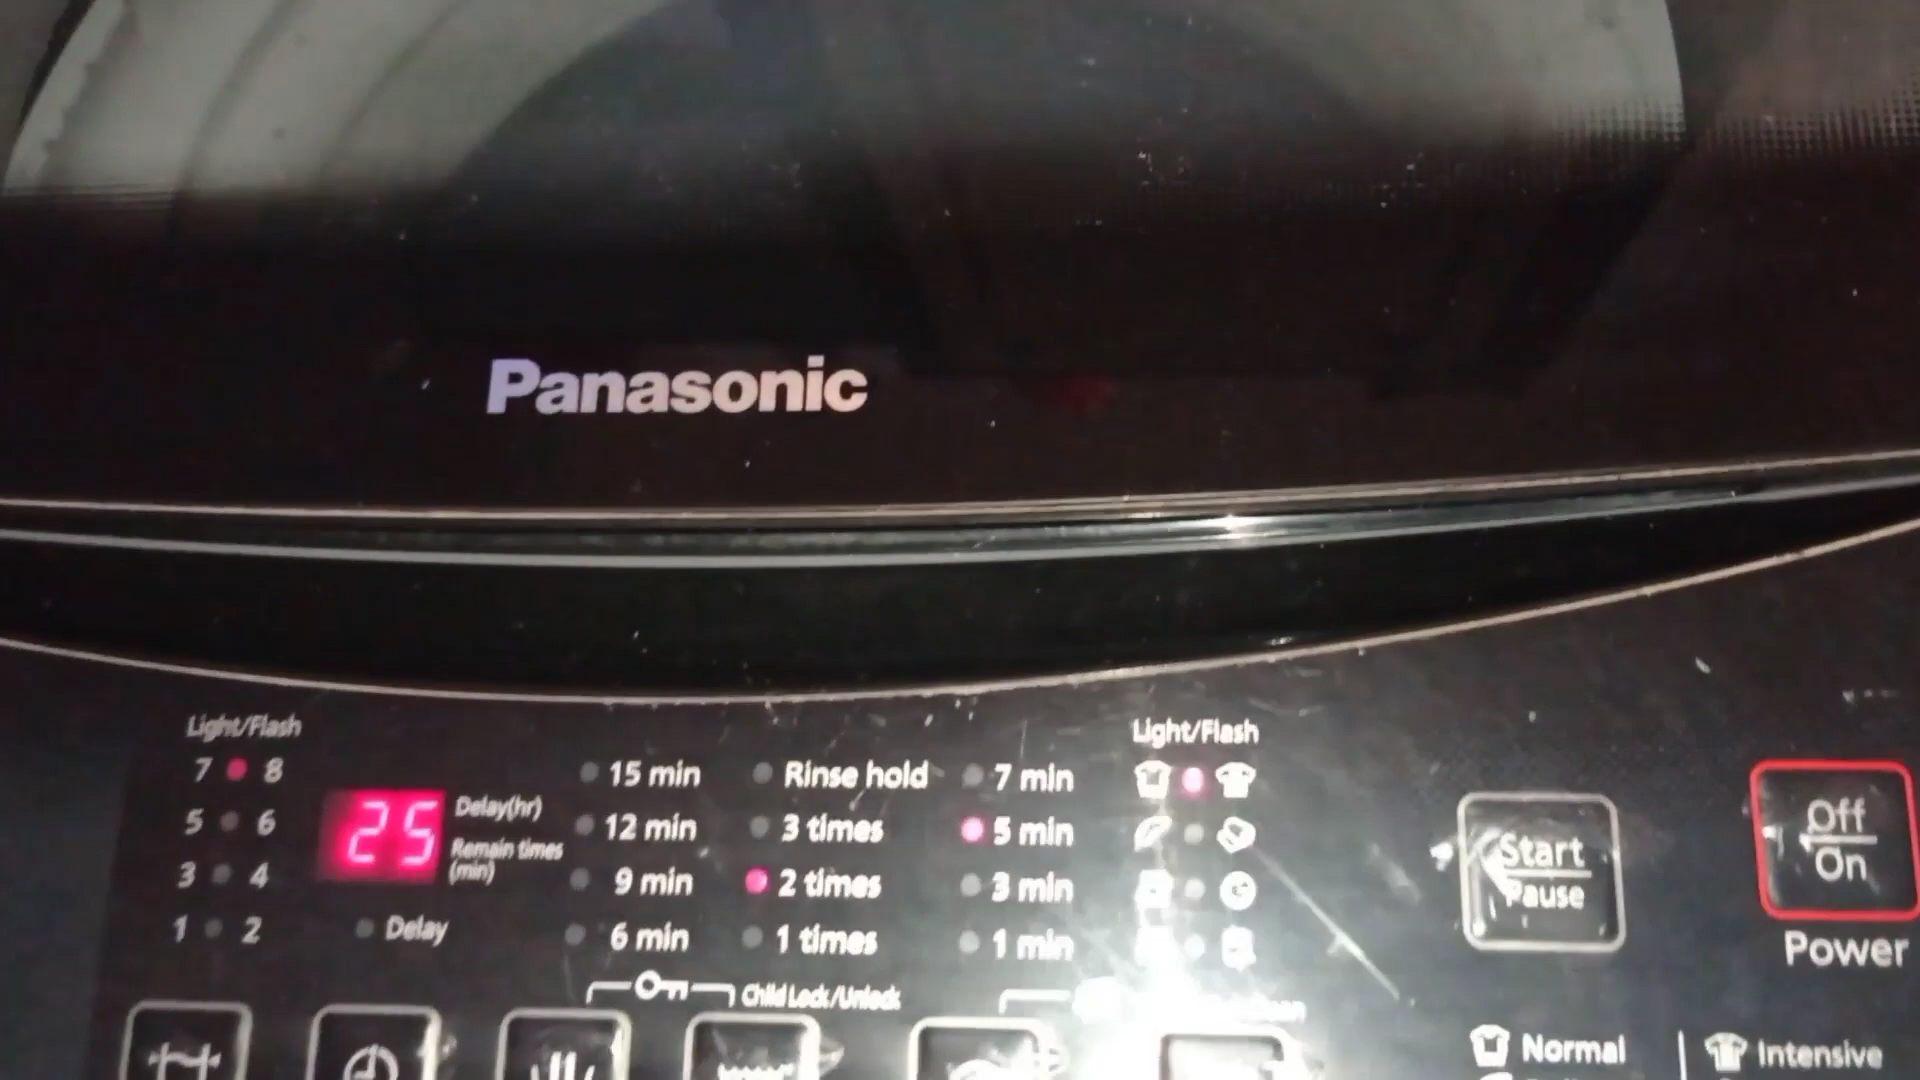 Panasonic
Light/Flash
7 8
5 6
3 4
1 2
25
Delay(hr)
Remain times
(min)
Delay
15 min
12 min
9 min
6 min
Rinse hold
3 times
2 times
1 times
7 min
5 min
3 min
1 min
Child Lock/Unlock
Light/Flash
Start
Pause
Off
On
Power
Normal
Intensive